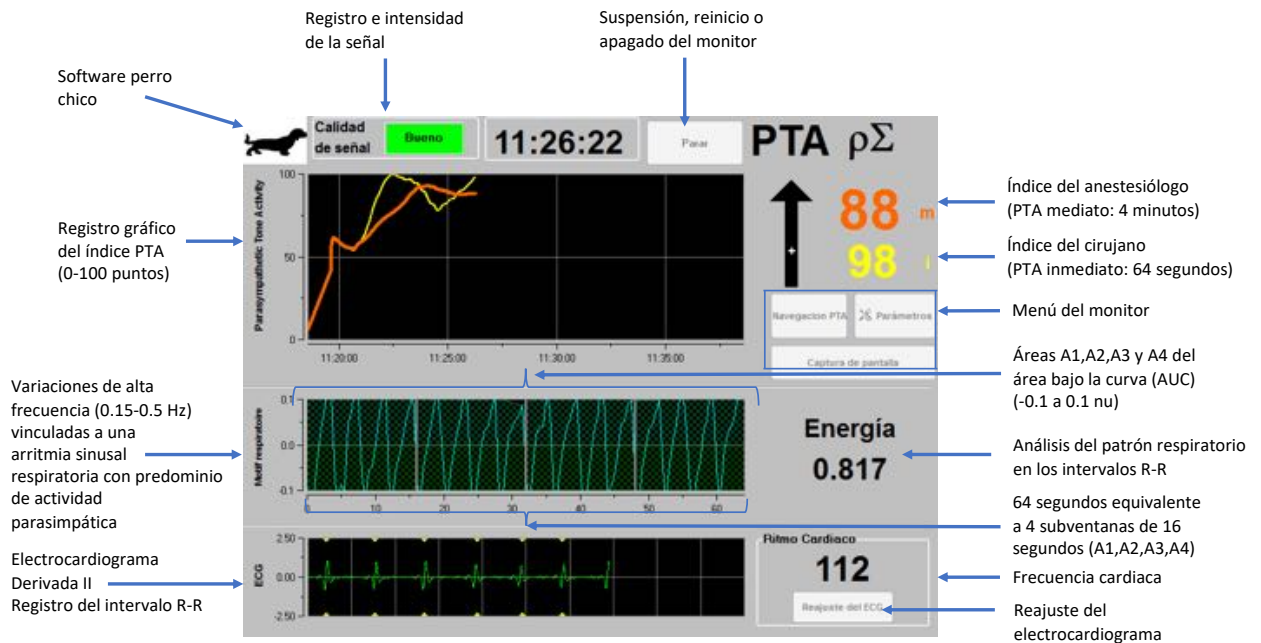 Registro e intensidad
de la señal
Suspensión, reinicio o
apagado del monitor
Software perro
chico
Calidad
de señal
Bueno
11:26:22
Parar
PTA ρΣ
Registro gráfico
del índice PTA
(0-100 puntos)
Parasympathetic Tone Activity
100
50
0
11:20:00 11:25:00 11:30:00 11:35:00
88 m
98 i
Índice del anestesiólogo
(PTA mediato: 4 minutos)
Índice del cirujano
(PTA inmediato: 64 segundos)
Navegacion PTA
Parámetros
Captura de pantalla
Menú del monitor
Áreas A1,A2,A3 y A4 del
área bajo la curva (AUC)
(-0.1 a 0.1 nu)
Variaciones de alta
frecuencia (0.15-0.5 Hz)
vinculadas a una
arritmia sinusal
respiratoria con predominio
de actividad
parasimpática
Motif respiratoire
0.1
0.0
-0.1
0 10 20 30 40 50 60
Energía
0.817
Análisis del patrón respiratorio
en los intervalos R-R
64 segundos equivalente
a 4 subventanas de 16
segundos (A1,A2,A3,A4)
Electrocardiograma
Derivada II
Registro del intervalo R-R
ECG
2.50
0.00
-2.50
Ritmo Cardiaco
112
Reajuste del ECG
Frecuencia cardiaca
Reajuste del
electrocardiograma